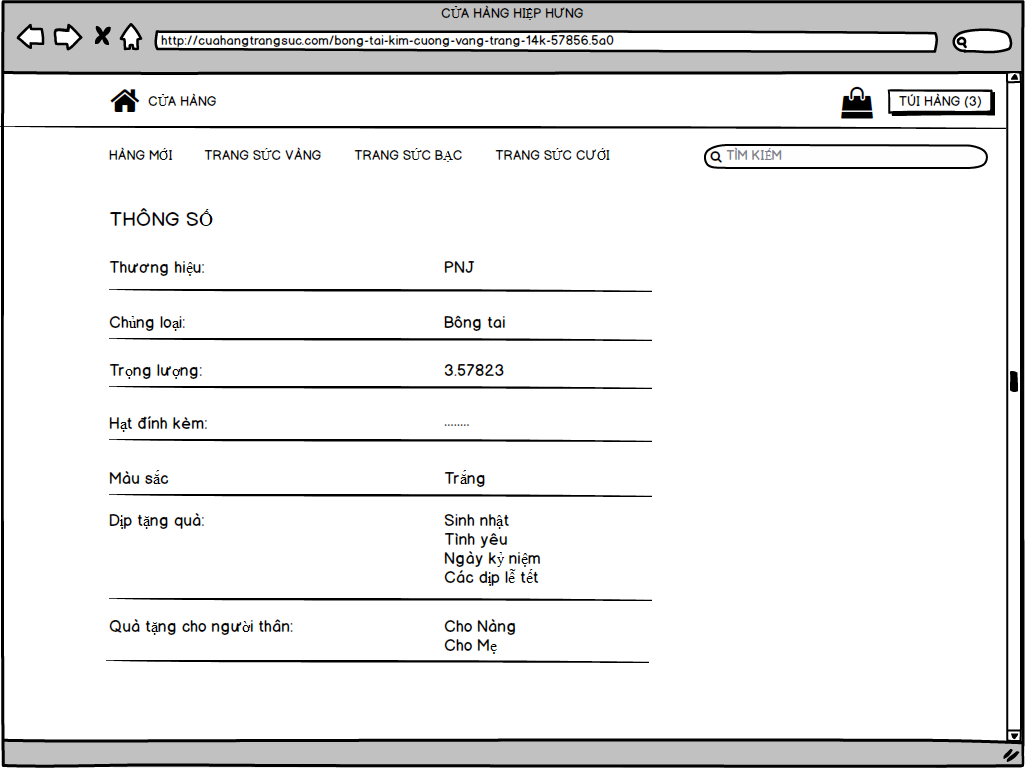 CỬA HÀNG HIỆP HƯNG
http://cuahangtrangsuc.com/bong-tai-kim-cuong-vang-trang-14k-57856.5a0
CỬA HÀNG
TÚI HÀNG (3)
HÀNG MỚI TRANG SỨC VÀNG TRANG SỨC BẠC TRANG SỨC CƯỚI TÌM KIẾM
THÔNG SỐ
Thương hiệu: PNJ
Chủng loại: Bông tai
Trọng lượng: 3.57823
Hạt đính kèm: ........
Màu sắc Trắng
Dịp tặng quà: Sinh nhật
Tình yêu
Ngày kỷ niệm
Các dịp lễ tết
Quà tặng cho người thân: Cho Nàng
Cho Mẹ